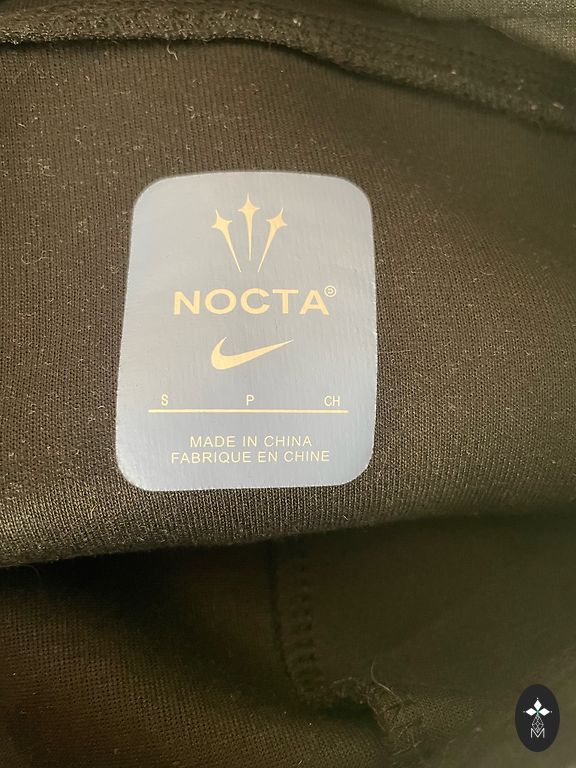 NOCTA©
S P CH
MADE IN CHINA
FABRIQUE EN CHINE
M